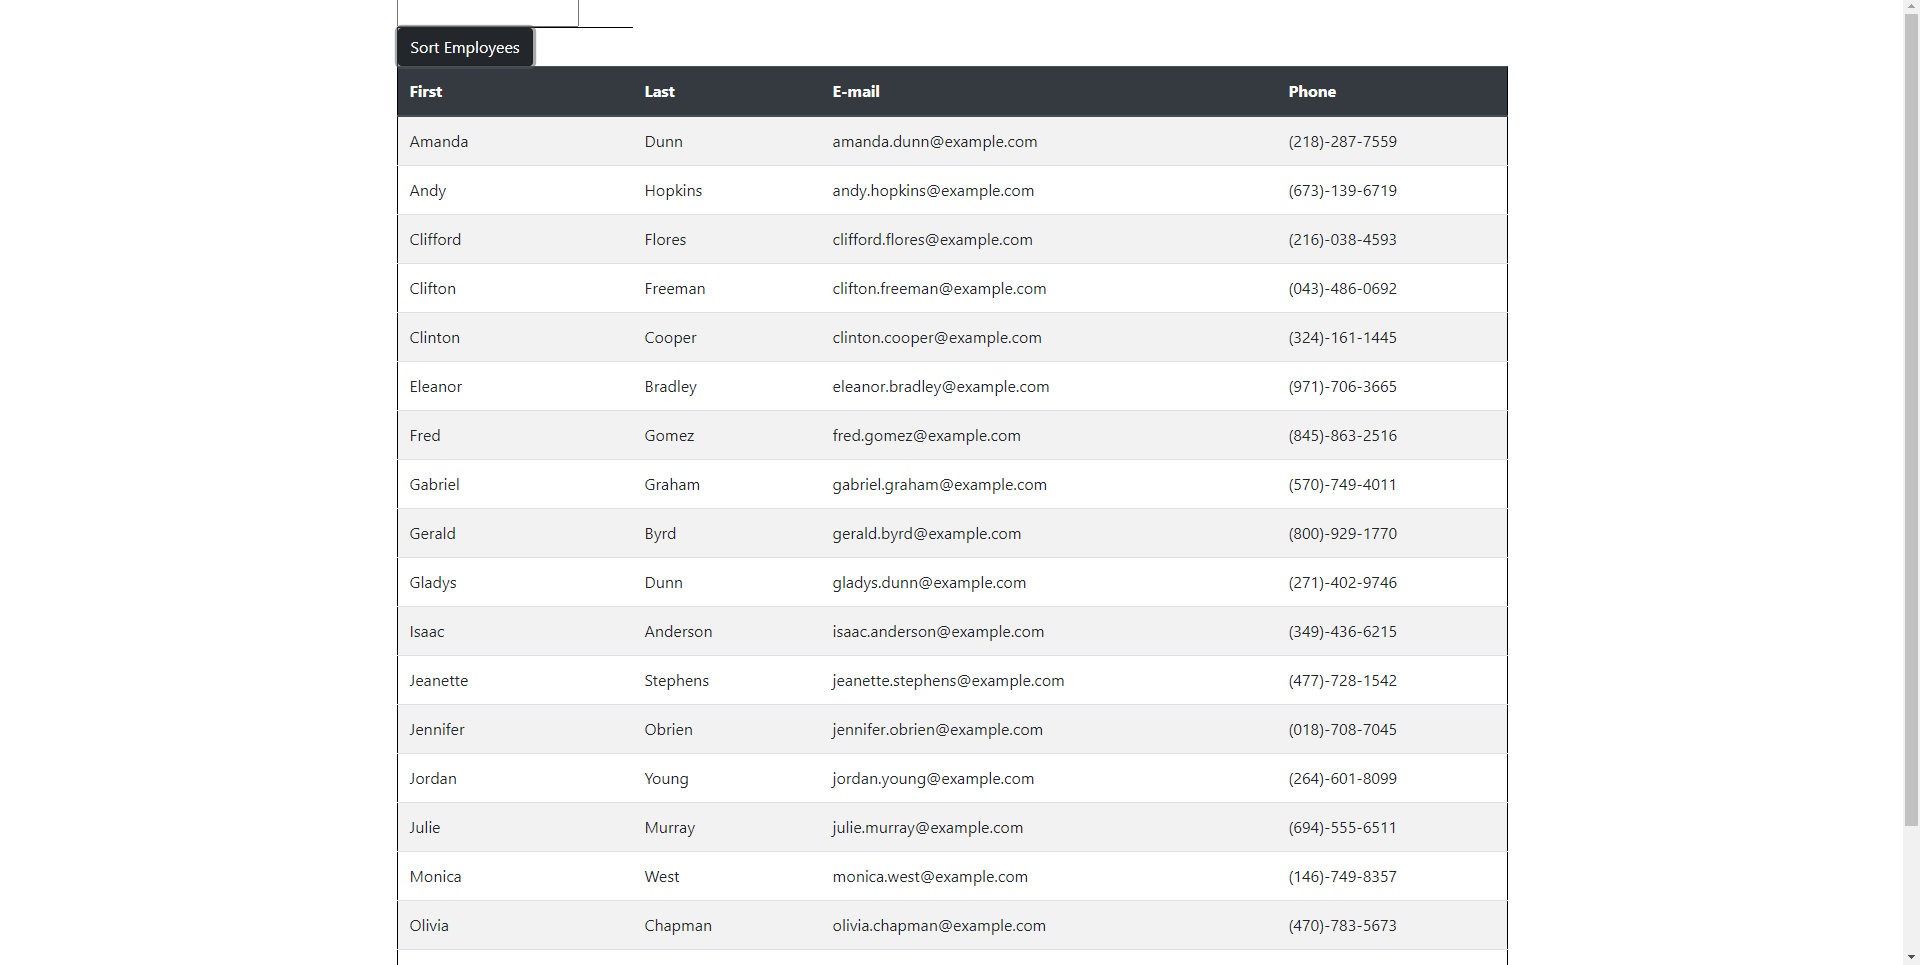 Sort Employees
First Last E-mail Phone
Amanda Dunn amanda.dunn@example.com (218)-287-7559
Andy Hopkins andy.hopkins@example.com (673)-139-6719
Clifford Flores clifford.flores@example.com (216)-038-4593
Clifton Freeman clifton.freeman@example.com (043)-486-0692
Clinton Cooper clinton.cooper@example.com (324)-161-1445
Eleanor Bradley eleanor.bradley@example.com (971)-706-3665
Fred Gomez fred.gomez@example.com (845)-863-2516
Gabriel Graham gabriel.graham@example.com (570)-749-4011
Gerald Byrd gerald.byrd@example.com (800)-929-1770
Gladys Dunn gladys.dunn@example.com (271)-402-9746
Isaac Anderson isaac.anderson@example.com (349)-436-6215
Jeanette Stephens jeanette.stephens@example.com (477)-728-1542
Jennifer Obrien jennifer.obrien@example.com (018)-708-7045
Jordan Young jordan.young@example.com (264)-601-8099
Julie Murray julie.murray@example.com (694)-555-6511
Monica West monica.west@example.com (146)-749-8357
Olivia Chapman olivia.chapman@example.com (470)-783-5673